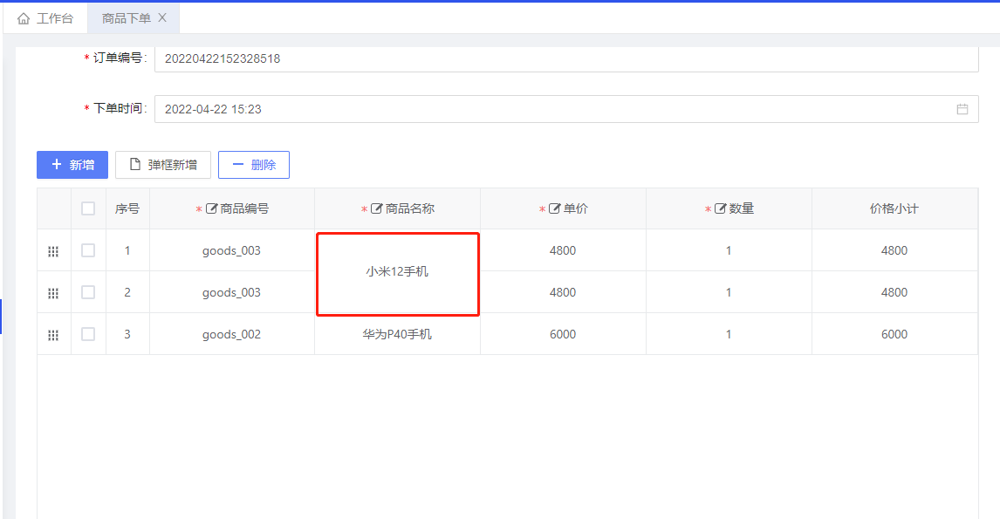 工作台 商品下单 X
* 订单编号: 20220422152328518
* 下单时间: 2022-04-22 15:23
+ 新增 弹框新增 — 删除
序号 * 商品编号 * 商品名称 * 单价 * 数量 价格小计
1 goods_003 小米12手机 4800 1 4800
2 goods_003 4800 1 4800
3 goods_002 华为P40手机 6000 1 6000